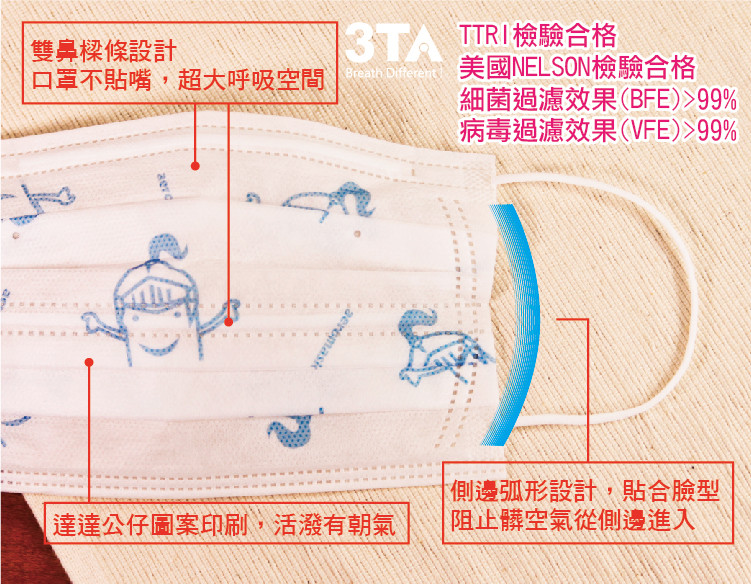 雙鼻樑條設計
口罩不貼嘴，超大呼吸空間
3TA
Breath Different!
TTRI檢驗合格
美國NELSON檢驗合格
細菌過濾效果(BFE)>99%
病毒過濾效果(VFE)>99%
aeromask
側邊弧形設計，貼合臉型
阻止髒空氣從側邊進入
達達公仔圖案印刷，活潑有朝氣